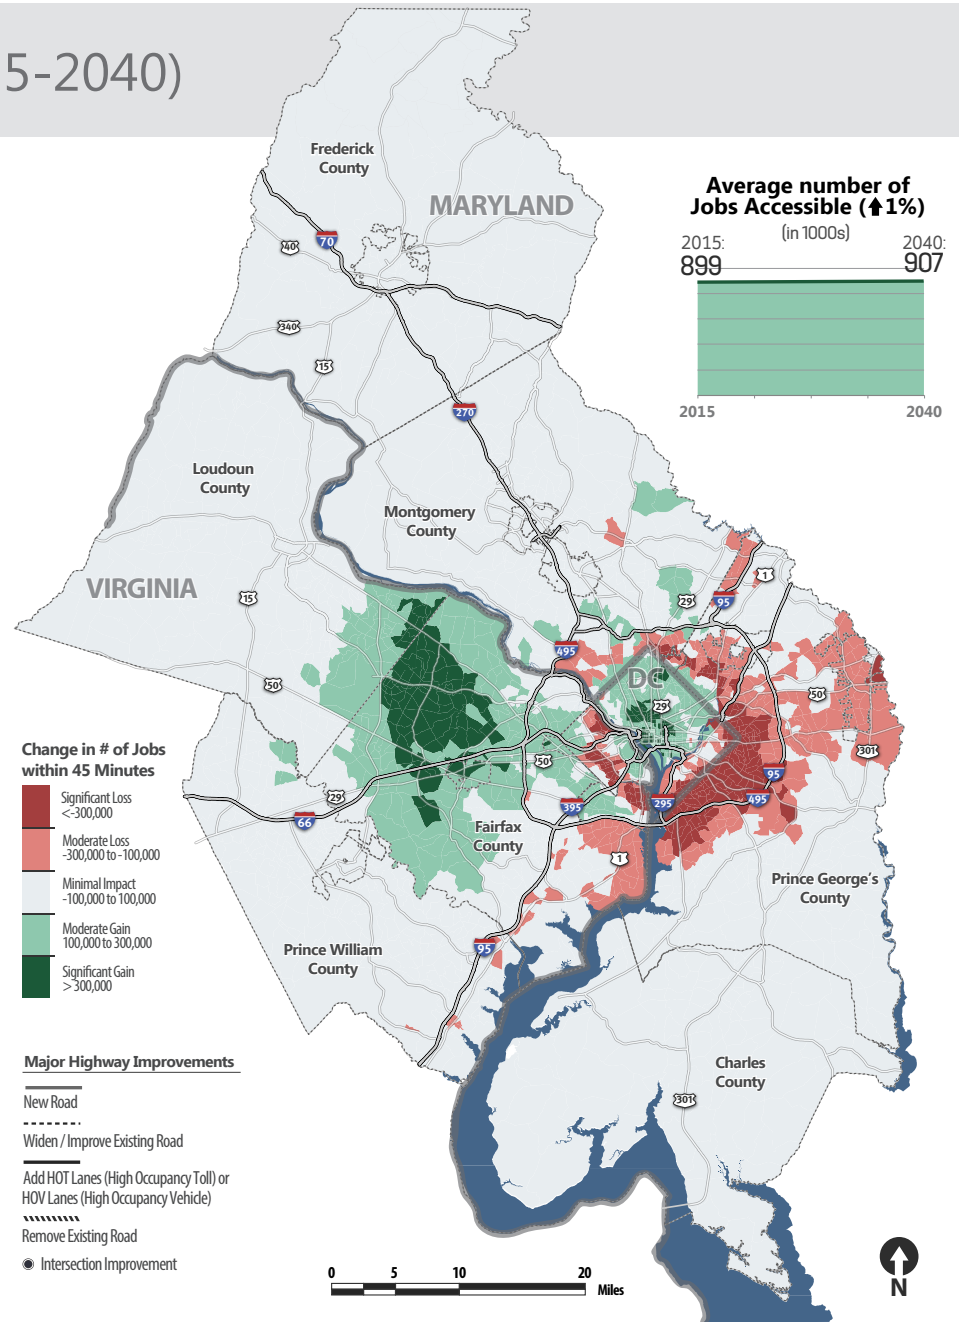 5-2040)
Frederick
County
MARYLAND
Average number of
Jobs Accessible (⬆1%)
(in 1000s)
2015:
899
2040:
907
2015
2040
70
40
340
15
270
Loudoun
County
Montgomery
County
VIRGINIA
15
29
95
1
495
50
DC
29
50
301
50
95
495
295
395
29
66
Fairfax
County
1
Prince George's
County
Prince William
County
95
Charles
County
301
Change in # of Jobs
within 45 Minutes
Significant Loss
<-300,000
Moderate Loss
-300,000 to -100,000
Minimal Impact
-100,000 to 100,000
Moderate Gain
100,000 to 300,000
Significant Gain
> 300,000
Major Highway Improvements
New Road
Widen / Improve Existing Road
Add HOT Lanes (High Occupancy Toll) or
HOV Lanes (High Occupancy Vehicle)
Remove Existing Road
Intersection Improvement
0 5 10 20
Miles
N